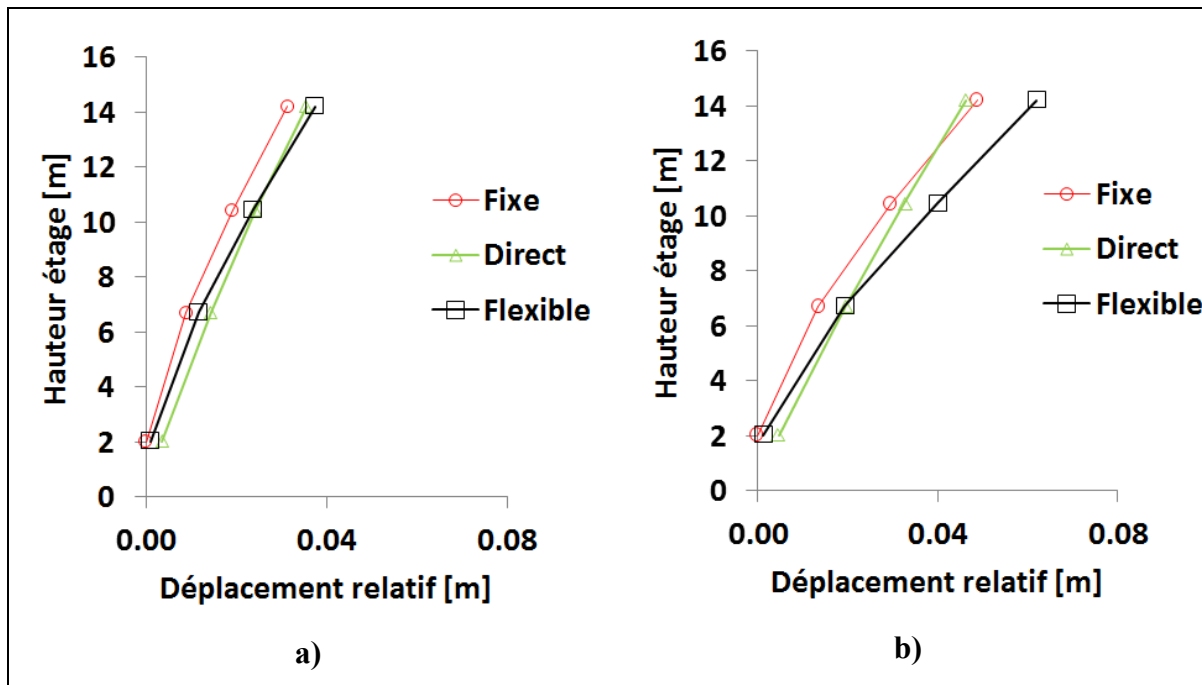 16
14
12
10
8
6
4
2
0
Hauteur étage [m]
0.00 0.04 0.08
Déplacement relatif [m]
Fixe
Direct
Flexible
a)
16
14
12
10
8
6
4
2
0
Hauteur étage [m]
0.00 0.04 0.08
Déplacement relatif [m]
Fixe
Direct
Flexible
b)